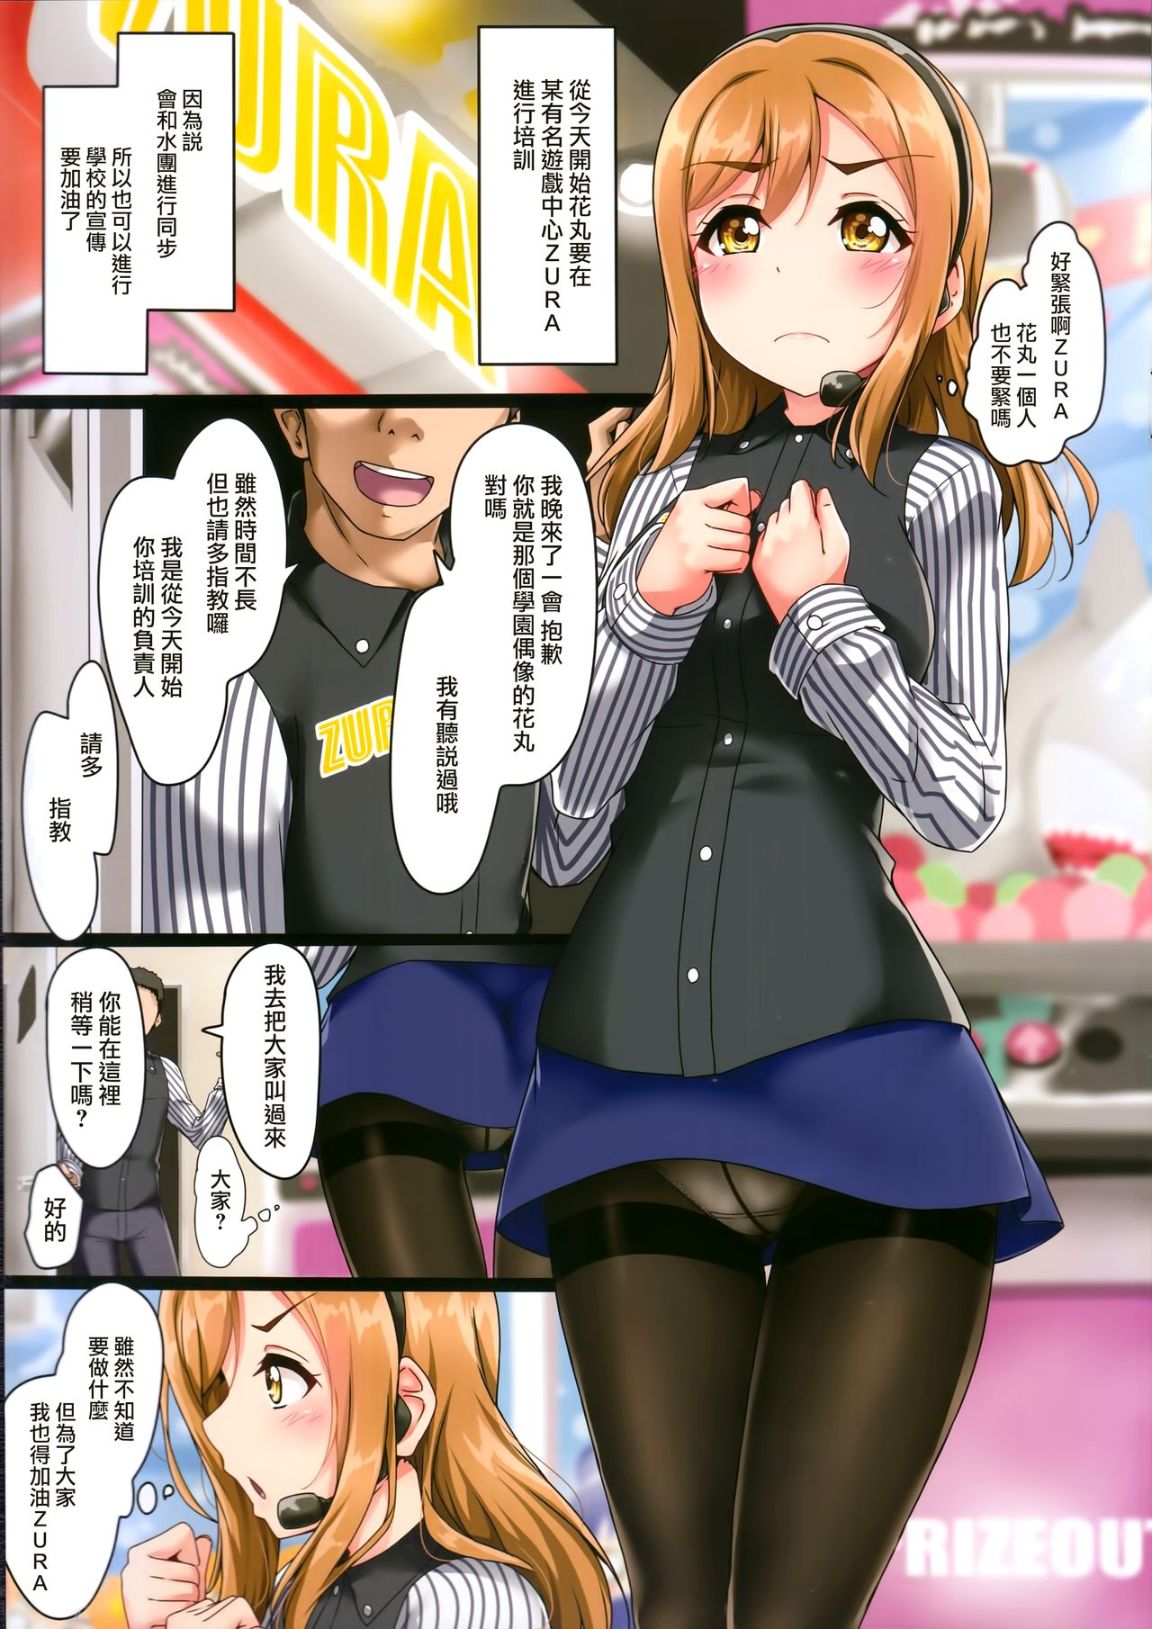 從今天開始花丸要在
某有名遊戲中心ZURA
進行培訓
ZURA
因為說
會和水團進行同步
所以也可以進行
學校的宣傳
要加油了
好緊張啊ZURA
花丸一個人
也不要緊嗎
我晚來了一會 抱歉
你就是那個學園偶像的花丸
對嗎
我有聽說過哦
雖然時間不長
但也請多指教囉
我是從今天開始
你培訓的負責人
ZUR
請多
指教
我去把大家叫過來
你能在這裡
稍等一下嗎?
大家?
好的
雖然不知道
要做什麼
但為了大家
我也得加油ZURA
RIZEOUT